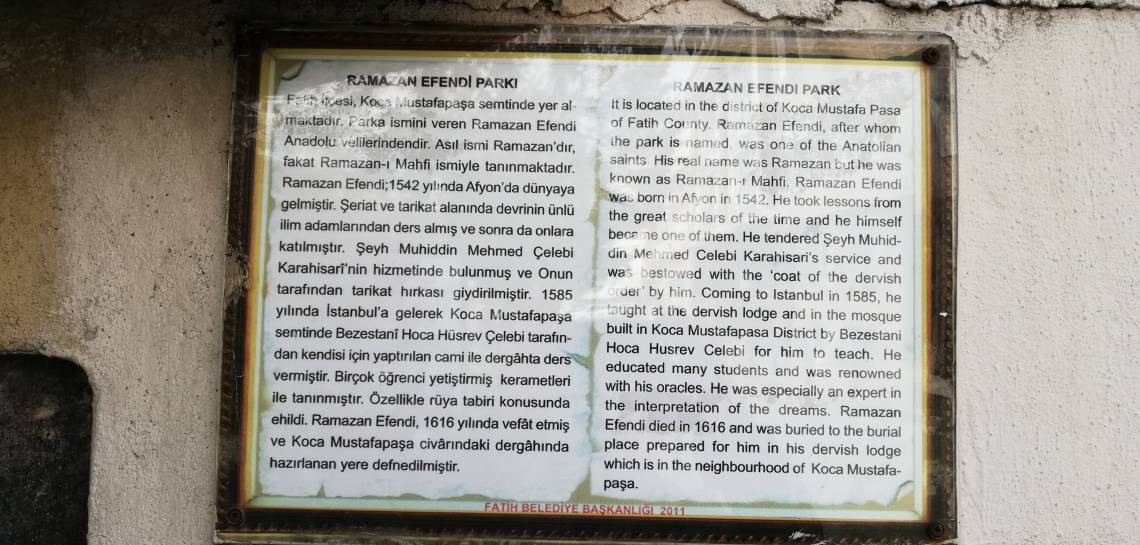 RAMAZAN EFENDİ PARKI
Fatih İlçesi, Koca Mustafapaşa semtinde yer al-
maktadır. Parka ismini veren Ramazan Efendi
Anadolu velilerindendir. Asıl ismi Ramazan'dır,
fakat Ramazan-ı Mahfi ismiyle tanınmaktadır.
Ramazan Efendi;1542 yılında Afyon'da dünyaya
gelmiştir. Şeriat ve tarikat alanında devrinin ünlü
ilim adamlarından ders almış ve sonra da onlara
katılmıştır. Şeyh Muhiddin Mehmed Çelebi
Karahisarî'nin hizmetinde bulunmuş ve Onun
tarafından tarikat hırkası giydirilmiştir. 1585
yılında İstanbul'a gelerek Koca Mustafapaşa
semtinde Bezestanî Hoca Hüsrev Çelebi tarafın-
dan kendisi için yaptırılan cami ile dergâhta ders
vermiştir. Birçok öğrenci yetiştirmiş kerametleri
ile tanınmıştır. Özellikle rüya tabiri konusunda
ehildi. Ramazan Efendi, 1616 yılında vefât etmiş
ve Koca Mustafapaşa civârındaki dergâhında
hazırlanan yere defnedilmiştir.
RAMAZAN EFENDI PARK
It is located in the district of Koca Mustafa Pasa
of Fatih County. Ramazan Efendi, after whom
the park is named, was one of the Anatolian
saints. His real name was Ramazan but he was
known as Ramazan-ı Mahfi. Ramazan Efendi
was born in Afyon in 1542. He took lessons from
the great scholars of the time and he himself
became one of them. He tendered Şeyh Muhid-
din Mehmed Celebi Karahisari's service and
was bestowed with the 'coat of the dervish
order' by him. Coming to Istanbul in 1585, he
taught at the dervish lodge and in the mosque
built in Koca Mustafapasa District by Bezestani
Hoca Husrev Celebi for him to teach. He
educated many students and was renowned
with his oracles. He was especially an expert in
the interpretation of the dreams. Ramazan
Efendi died in 1616 and was buried to the burial
place prepared for him in his dervish lodge
which is in the neighbourhood of Koca Mustafa-
paşa.
FATİH BELEDİYE BAŞKANLIĞI 2011